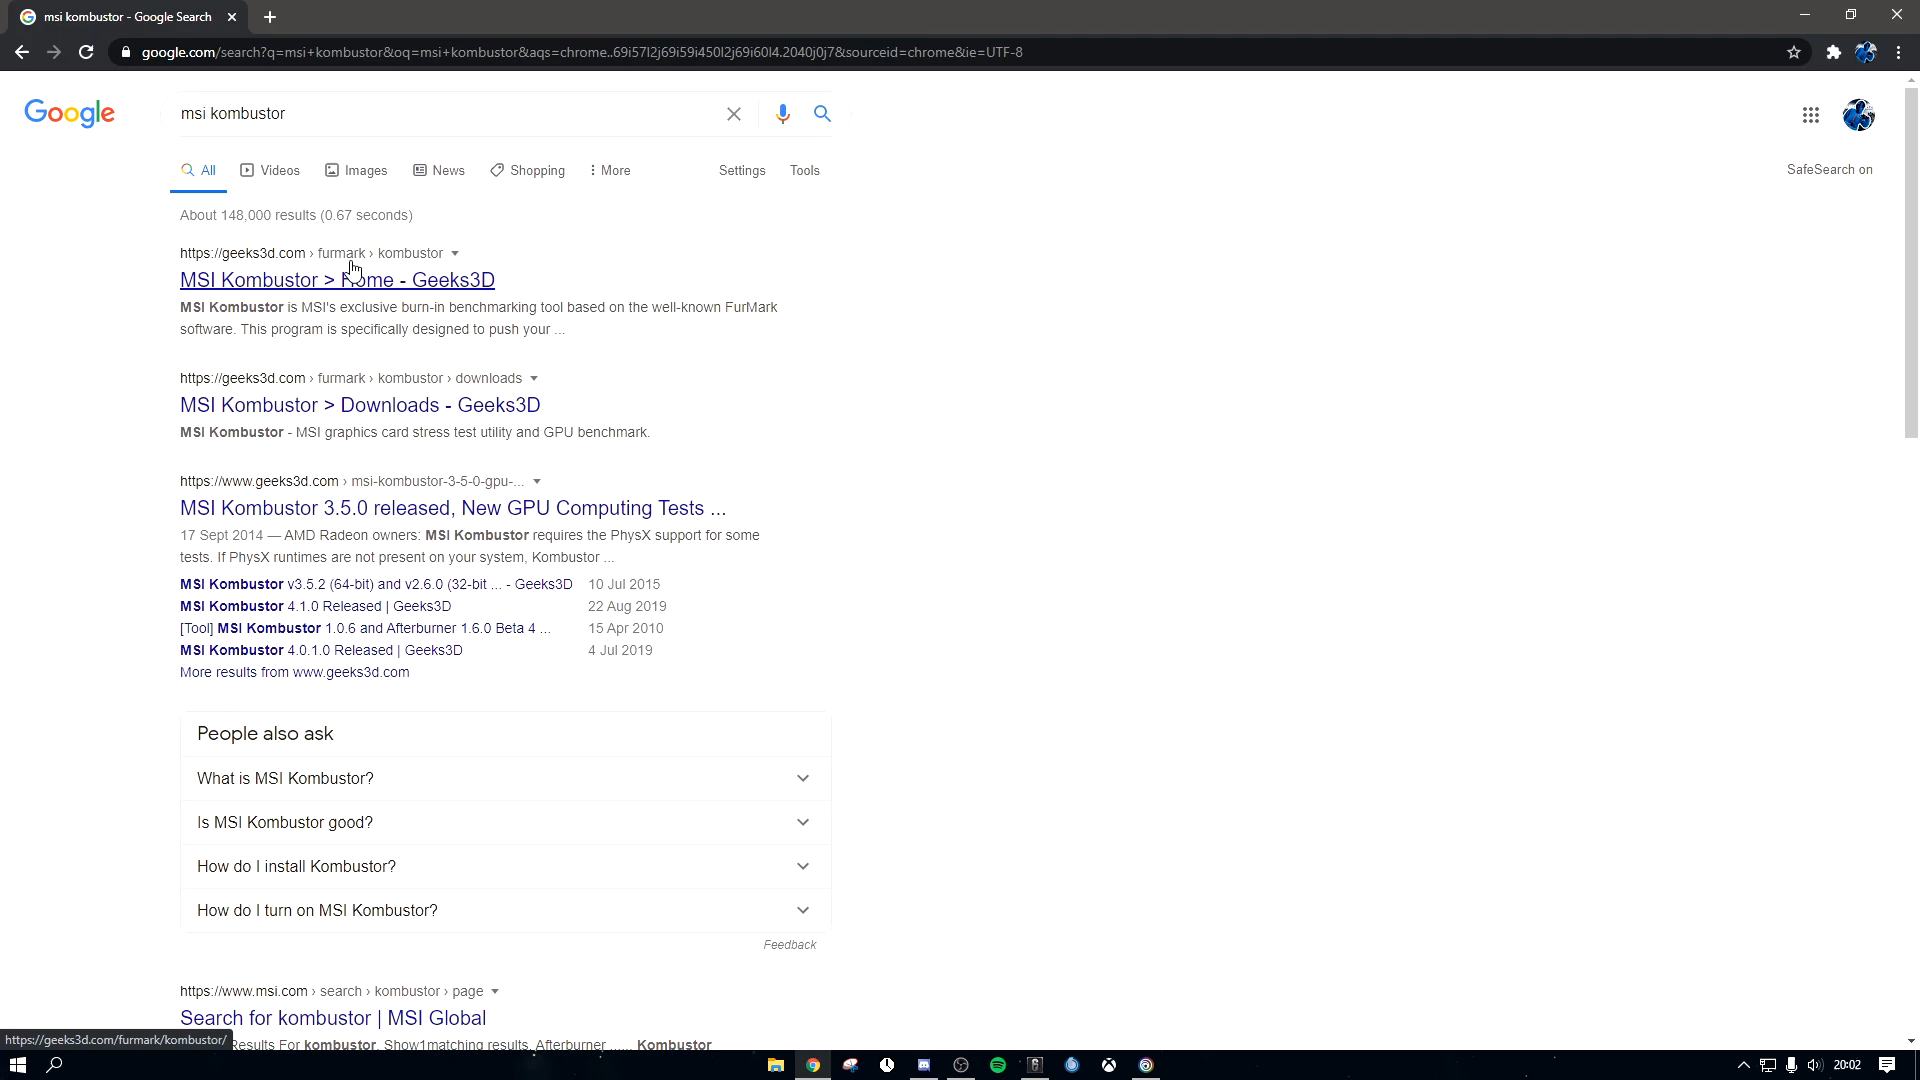 msi kombustor - Google Search
google.com/search?q=msi+kombustor&oq=msi+kombustor&aqs=chrome..69i57l2j69i59i450l2j69i60l4.2040j0j7&sourceid=chrome&ie=UTF-8
Google
msi kombustor
All Videos Images News Shopping More Settings Tools
SafeSearch on
About 148,000 results (0.67 seconds)
https://geeks3d.com › furmark › kombustor
MSI Kombustor > Home - Geeks3D
MSI Kombustor is MSI's exclusive burn-in benchmarking tool based on the well-known FurMark
software. This program is specifically designed to push your ...
https://geeks3d.com › furmark › kombustor › downloads
MSI Kombustor > Downloads - Geeks3D
MSI Kombustor - MSI graphics card stress test utility and GPU benchmark.
https://www.geeks3d.com › msi-kombustor-3-5-0-gpu-...
MSI Kombustor 3.5.0 released, New GPU Computing Tests ...
17 Sept 2014 — AMD Radeon owners: MSI Kombustor requires the PhysX support for some
tests. If PhysX runtimes are not present on your system, Kombustor ...
MSI Kombustor v3.5.2 (64-bit) and v2.6.0 (32-bit ... - Geeks3D 10 Jul 2015
MSI Kombustor 4.1.0 Released | Geeks3D 22 Aug 2019
[Tool] MSI Kombustor 1.0.6 and Afterburner 1.6.0 Beta 4 ... 15 Apr 2010
MSI Kombustor 4.0.1.0 Released | Geeks3D 4 Jul 2019
More results from www.geeks3d.com
People also ask
What is MSI Kombustor?
Is MSI Kombustor good?
How do I install Kombustor?
How do I turn on MSI Kombustor?
Feedback
https://www.msi.com › search › kombustor › page
Search for kombustor | MSI Global
https://geeks3d.com/furmark/kombustor/
Results For kombustor. Show1matching results. Afterburner ...... Kombustor
20:02